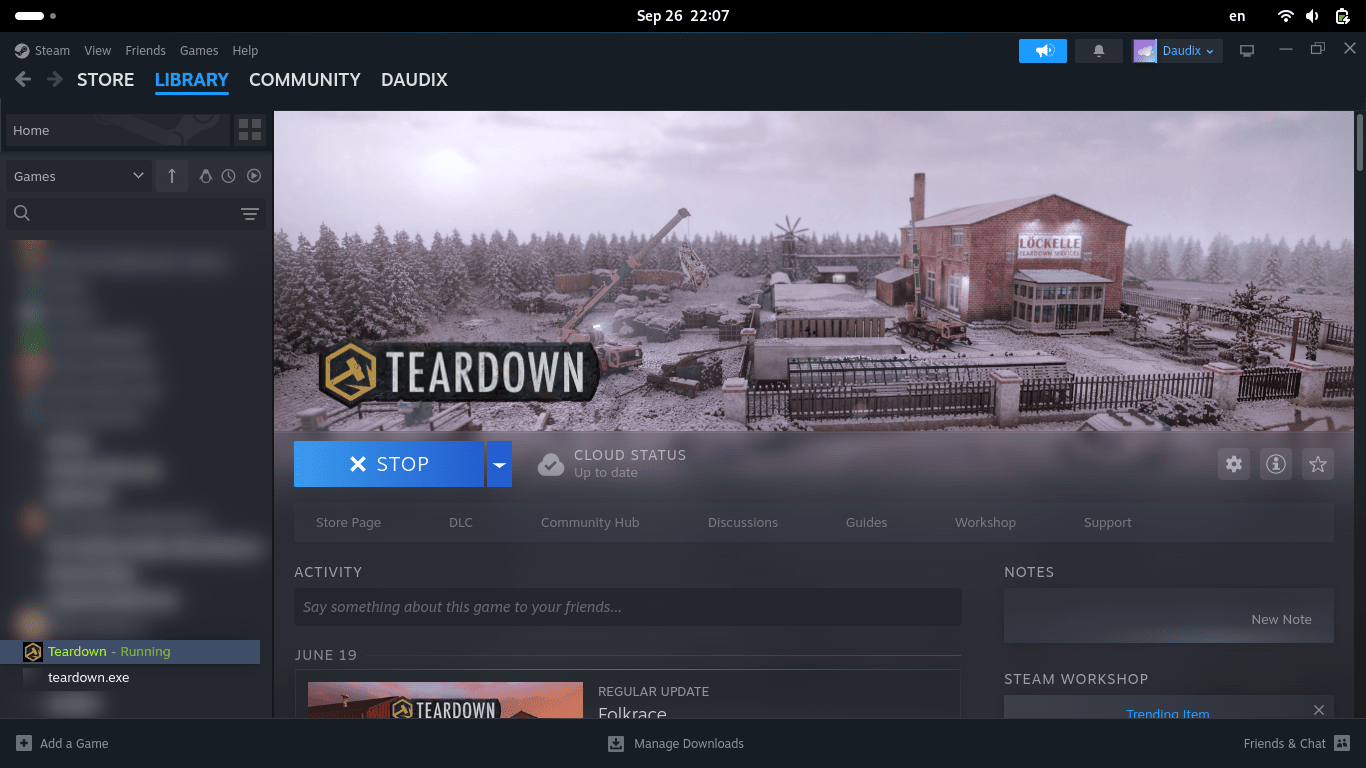 Sep 26 22:07
en
Steam View Friends Games Help
Daudix
STORE LIBRARY COMMUNITY DAUDIX
Home
Games
LÖCKELLE
TEARDOWN SERVICES
TEARDOWN
STOP
CLOUD STATUS
Up to date
Store Page DLC Community Hub Discussions Guides Workshop Support
ACTIVITY
Say something about this game to your friends...
NOTES
New Note
JUNE 19
Teardown - Running
teardown.exe
TEARDOWN
REGULAR UPDATE
Folkrace
STEAM WORKSHOP
Trending Item
Add a Game
Manage Downloads
Friends & Chat